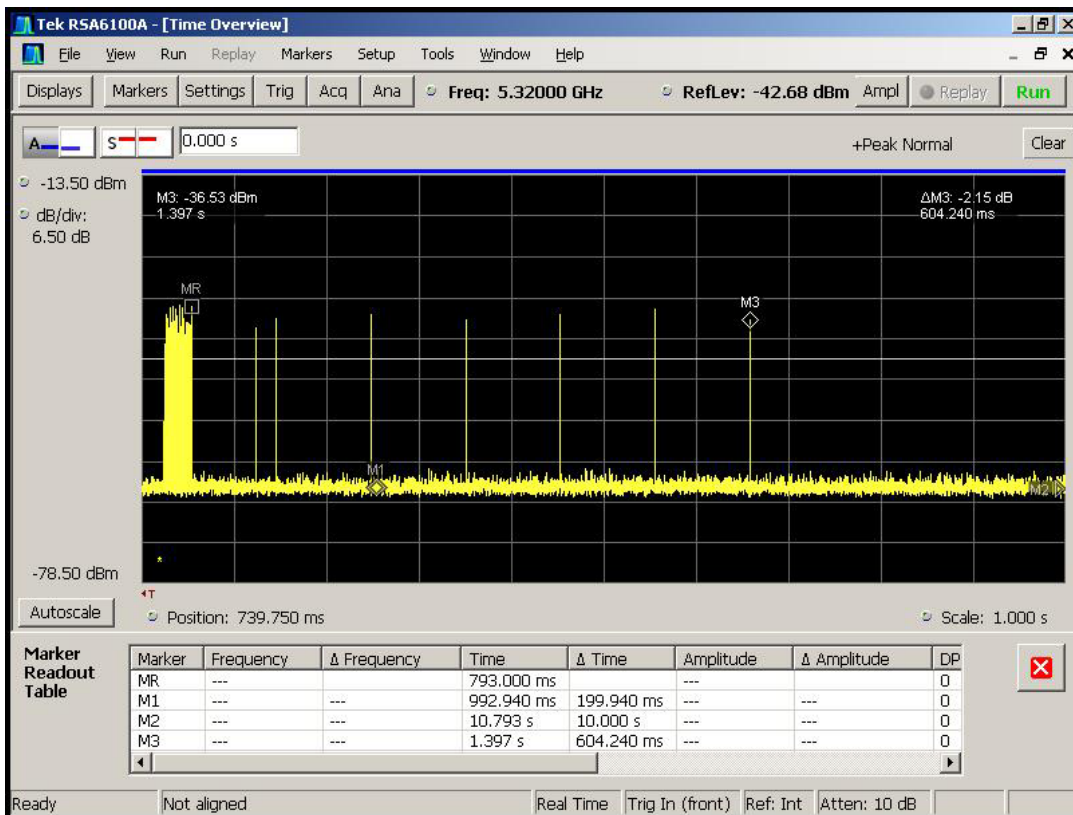 Tek RSA6100A - [Time Overview]
File View Run Replay Markers Setup Tools Window Help
Displays Markers Settings Trig Acq Ana Freq: 5.32000 GHz RefLev: -42.68 dBm Ampl Replay Run
A S 0.000 s +Peak Normal Clear
-13.50 dBm
dB/div:
6.50 dB
M3: -36.53 dBm
1.397 s
ΔM3: -2.15 dB
604.240 ms
MR
M3
M1
M2
-78.50 dBm
T
Autoscale Position: 739.750 ms Scale: 1.000 s
Marker
Readout
Table
Marker Frequency Δ Frequency Time Δ Time Amplitude Δ Amplitude DP
MR --- 793.000 ms --- 0
M1 --- --- 992.940 ms 199.940 ms --- --- 0
M2 --- --- 10.793 s 10.000 s --- --- 0
M3 --- --- 1.397 s 604.240 ms --- --- 0
Ready Not aligned Real Time Trig In (front) Ref: Int Atten: 10 dB